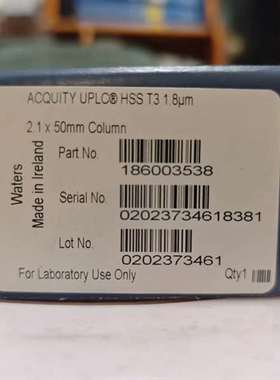 ACQUITY UPLC® HSS T3 1.8µm
2.1 x 50mm Column
Part No.
186003538
Serial No.
02023734618381
Lot No.
0202373461
For Laboratory Use Only
Qty1
Waters
Made in Ireland